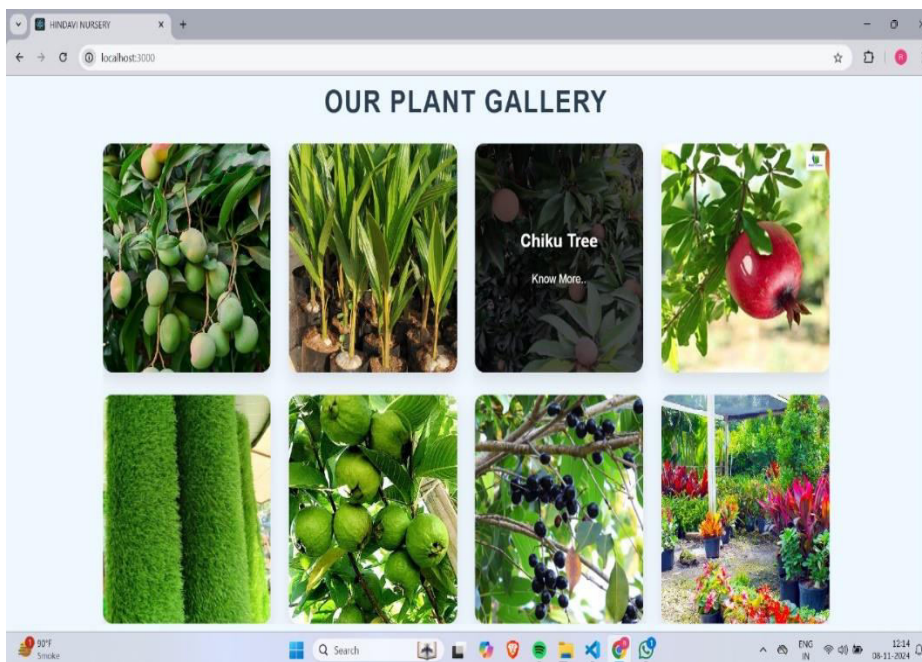 HINDAVI NURSERY
localhost:3000
OUR PLANT GALLERY
Chiku Tree
Know More..
90°F
Smoke
Search
ENG
IN
12:14
08-11-2024